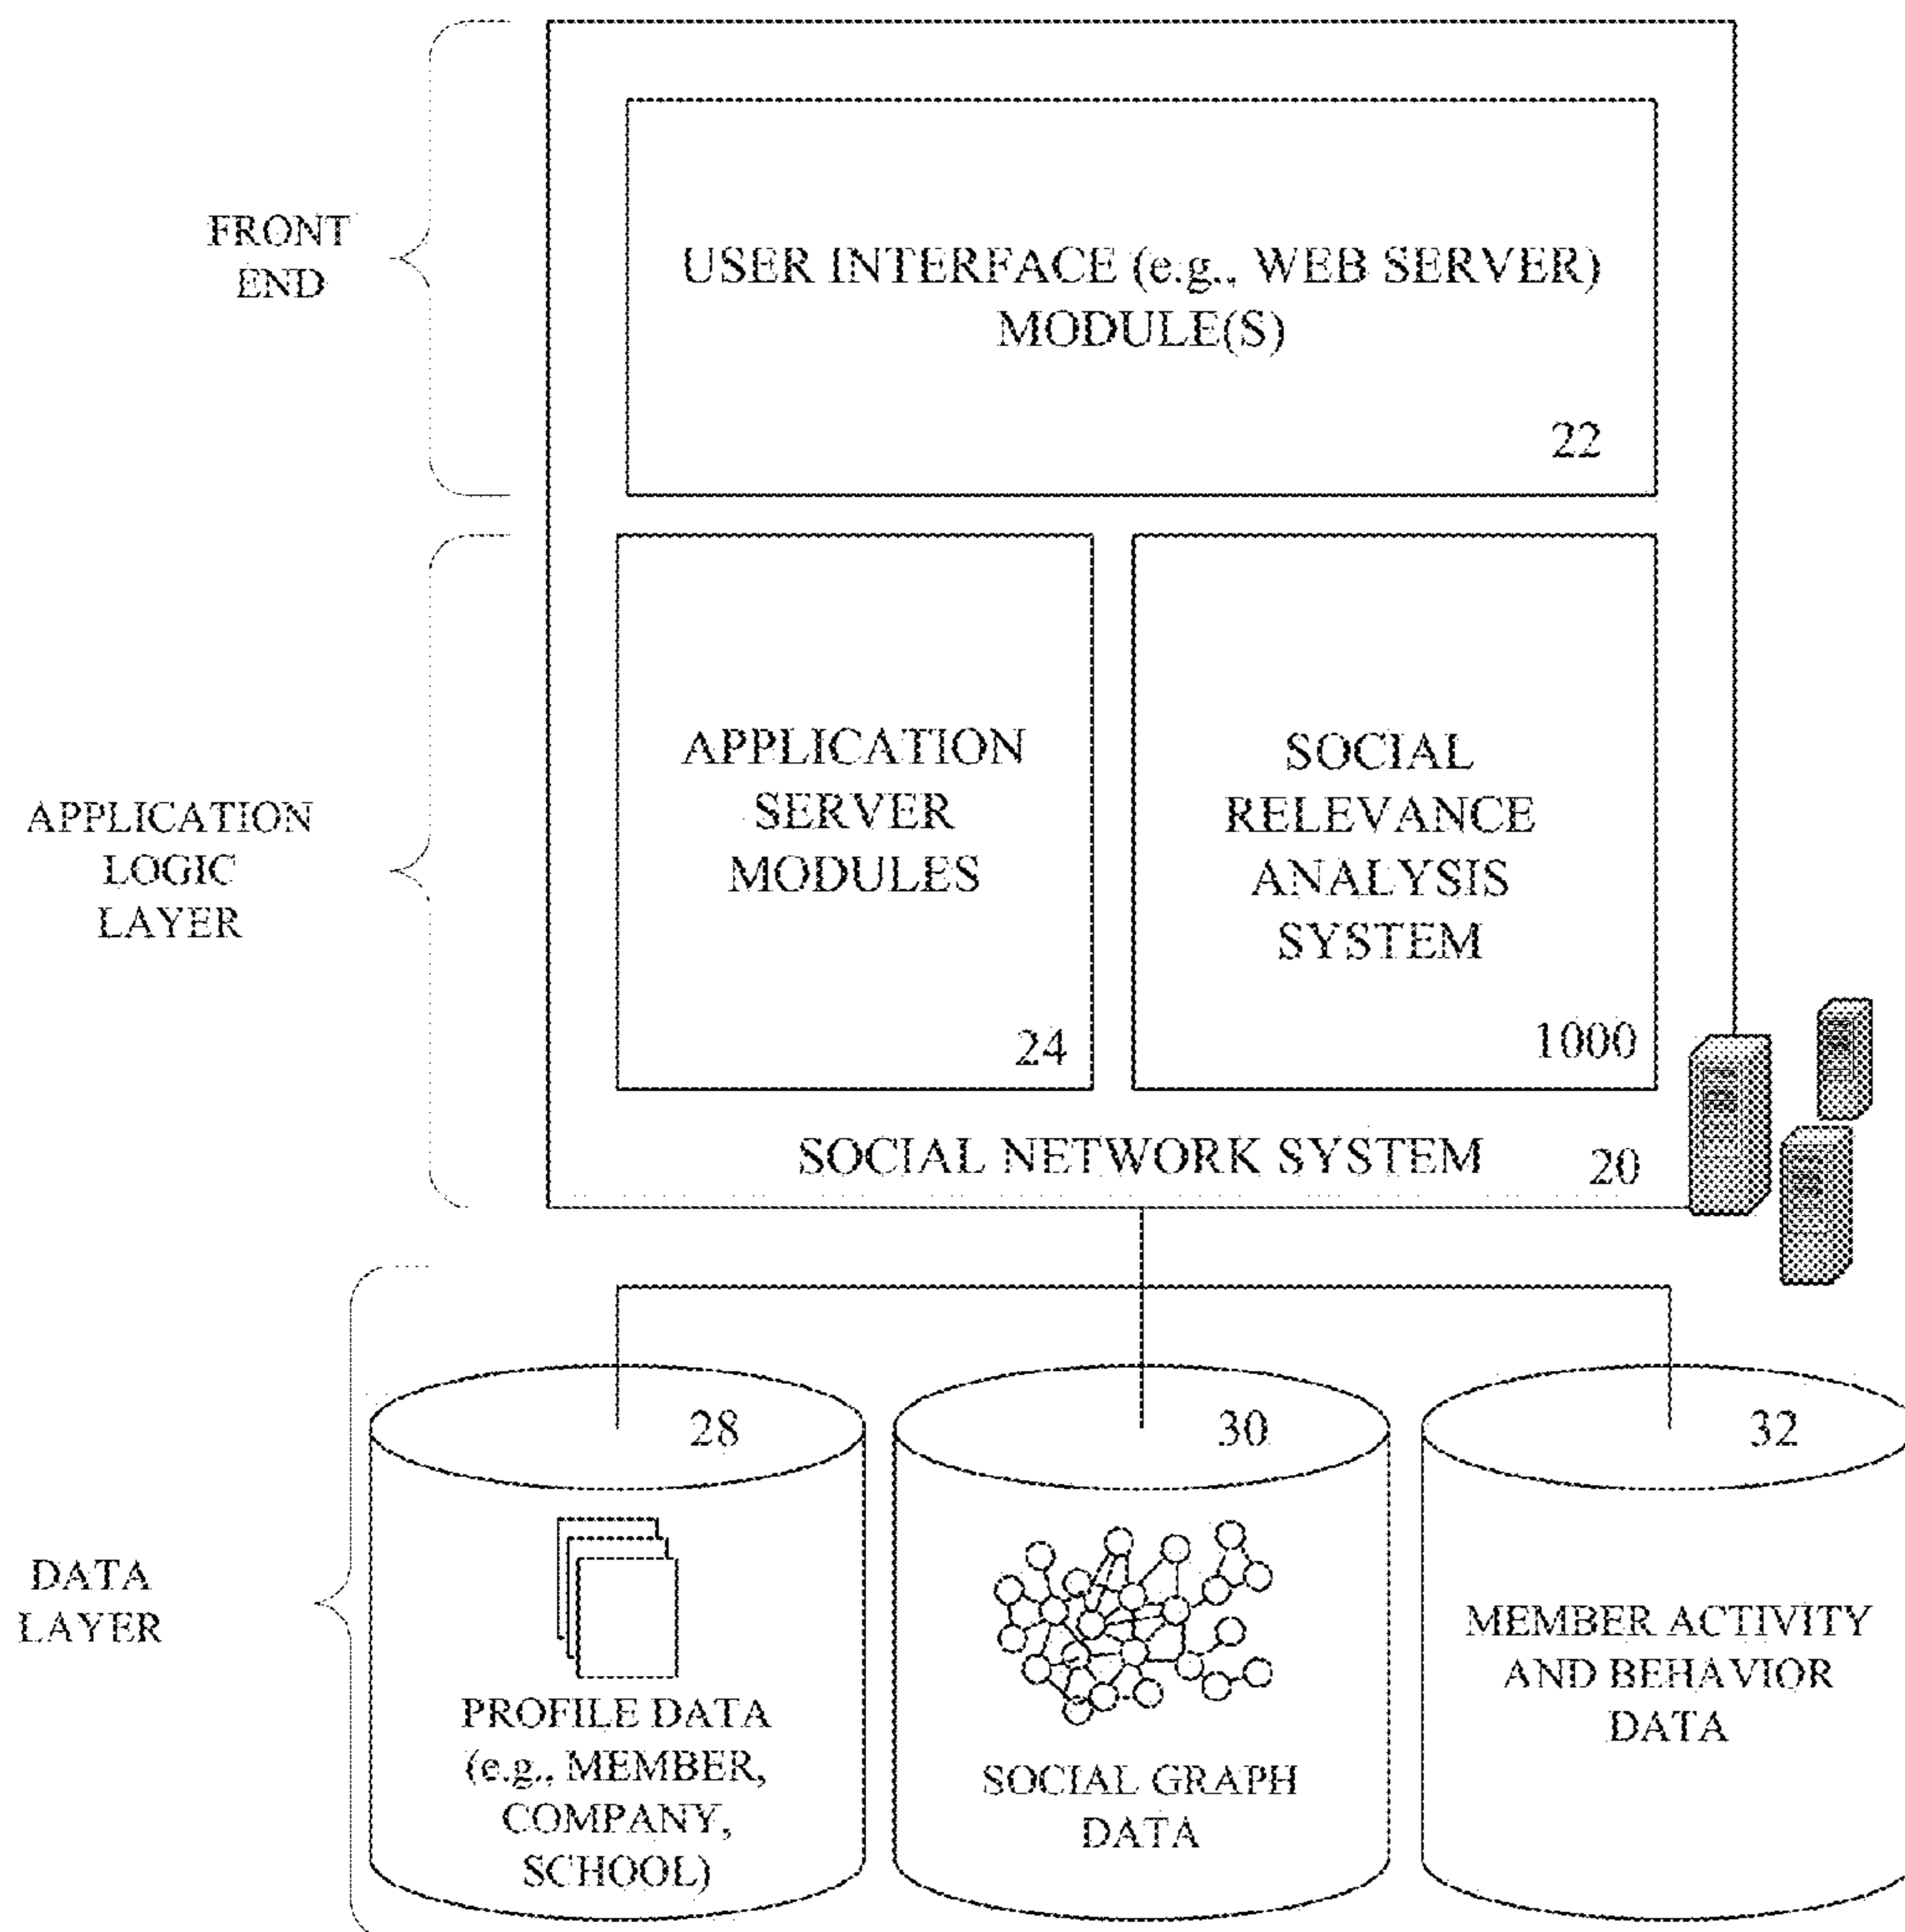 FRONT
END
USER INTERFACE (e.g., WEB SERVER)
MODULE(S)
22
APPLICATION
LOGIC
LAYER
APPLICATION
SERVER
MODULES
24
SOCIAL
RELEVANCE
ANALYSIS
SYSTEM
1000
SOCIAL NETWORK SYSTEM
20
DATA
LAYER
28
PROFILE DATA
(e.g., MEMBER,
COMPANY,
SCHOOL)
30
SOCIAL GRAPH
DATA
32
MEMBER ACTIVITY
AND BEHAVIOR
DATA